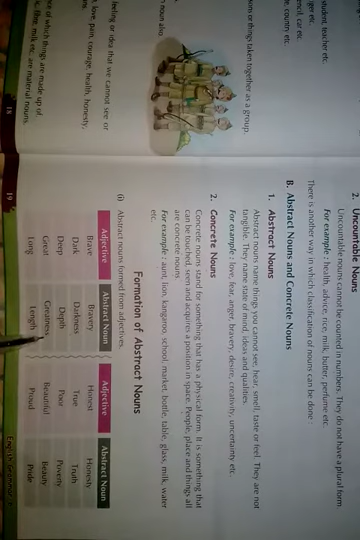 student, teacher etc.
pencil, car etc.
, country etc.
or things taken together as a group.
noun also.
feeling or idea that we cannot see or
love, pain, courage, health, honesty,
of which things are made up of.
, fibre, milk etc. are material nouns.
18
2. Uncountable Nouns
Uncountable nouns cannot be counted in numbers. They do not have a plural form.
For example : health, advice, rice, milk, butter, perfume etc.
There is another way in which classification of nouns can be done :
B. Abstract Nouns and Concrete Nouns
1. Abstract Nouns
Abstract nouns name things you cannot see, hear, smell, taste or feel. They are not
tangible. They name state of mind, ideas and qualities.
For example : love, fear, anger, bravery, desire, creativity, uncertainty etc.
2. Concrete Nouns
Concrete nouns stand for something that has a physical form. It is something that
can be touched, seen and acquires a position in space. People, place and things all
are concrete nouns.
For example : aunt, lion, kangaroo, school, market, bottle, table, glass, milk, water
etc.
Formation of Abstract Nouns
(i) Abstract nouns formed from adjectives.
Adjective Abstract Noun Adjective Abstract Noun
Brave Bravery Honest Honesty
Dark Darkness True Truth
Deep Depth Poor Poverty
Great Greatness Beautiful Beauty
Long Length Proud Pride
19
English Grammar